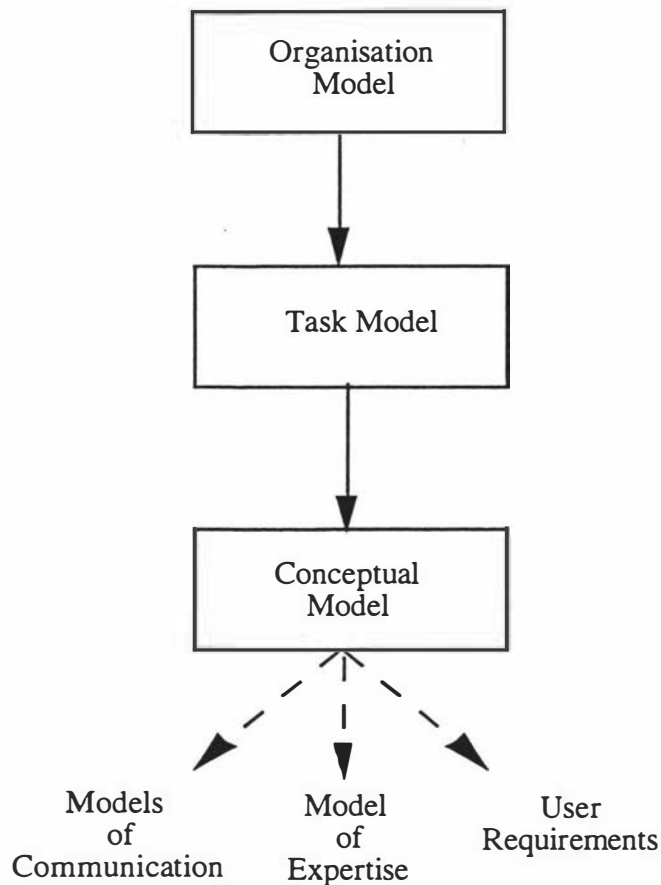 Organisation
Model
Task Model
Conceptual
Model
Models
of
Communication
Model
of
Expertise
User
Requirements